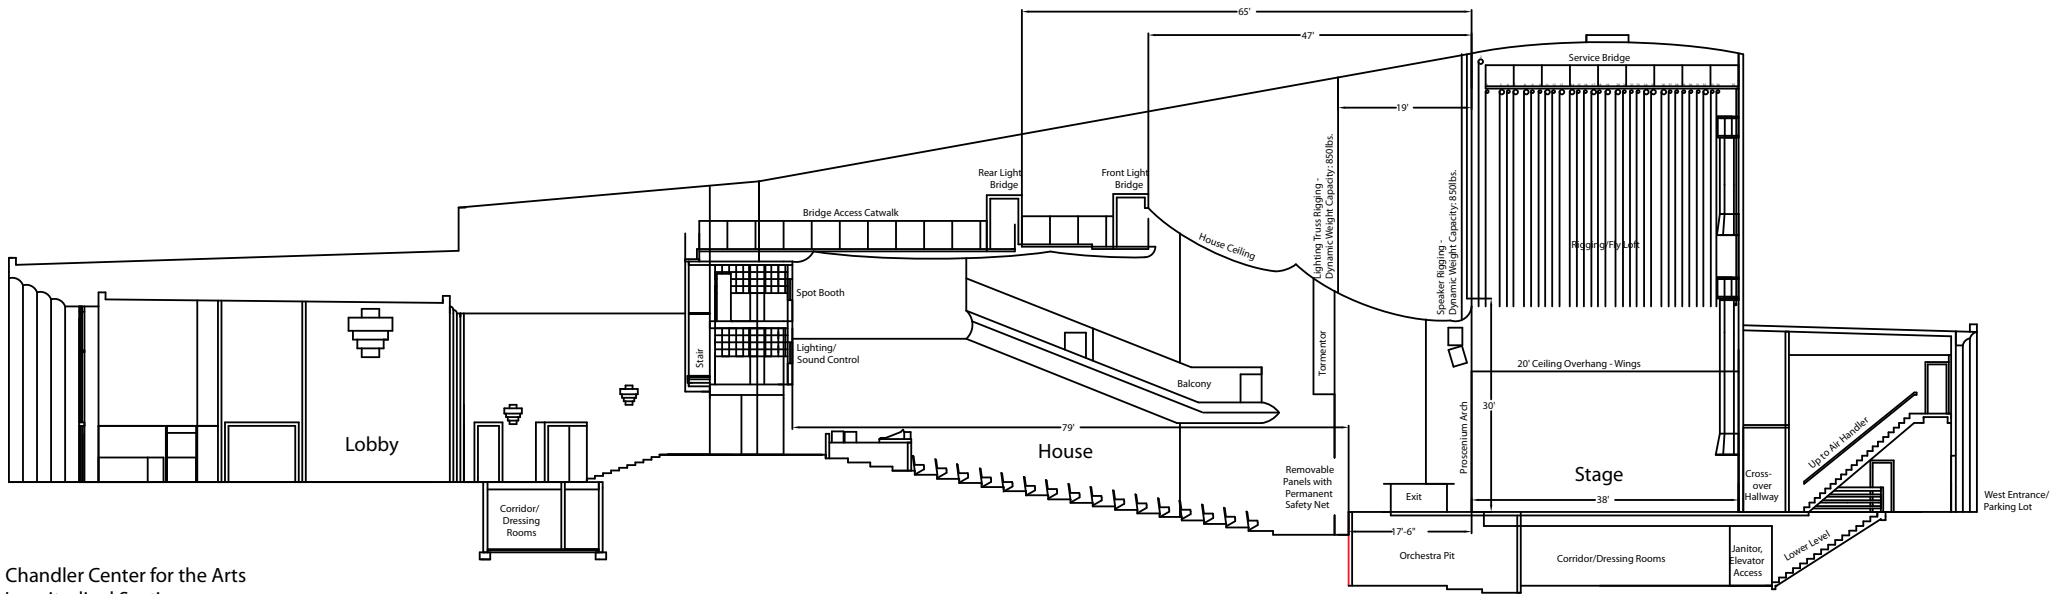 65'
47'
Service Bridge
19'
Rear Light
Bridge
Front Light
Bridge
Bridge Access Catwalk
House Ceiling
Lighting Truss Rigging -
Dynamic Weight Capacity: 850lbs.
Speaker Rigging -
Dynamic Weight Capacity: 850lbs.
Rigging/Fly Loft
Spot Booth
Stair
Lighting/
Sound Control
Tormentor
20' Ceiling Overhang - Wings
Balcony
30'
Proscenium Arch
79'
Lobby
House
Removable
Panels with
Permanent
Safety Net
Exit
Stage
38'
Cross-
over
Hallway
Up to Air Handler
West Entrance/
Parking Lot
Corridor/
Dressing
Rooms
17'-6"
Orchestra Pit
Corridor/Dressing Rooms
Janitor,
Elevator
Access
Lower Level
Chandler Center for the Arts